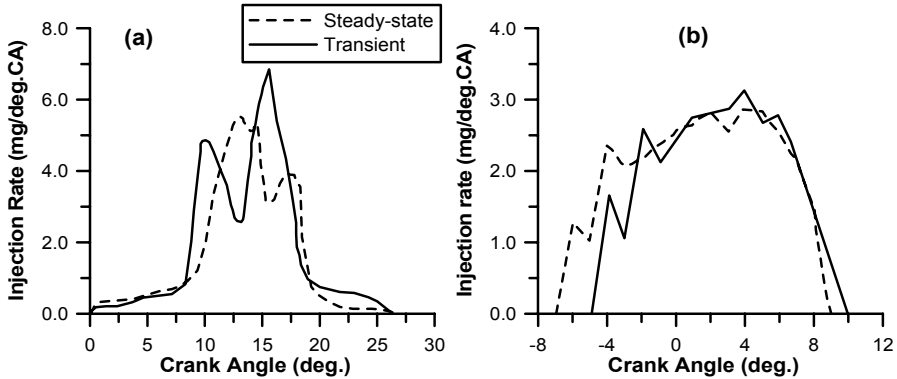 Steady-state
Transient
(a)
8.0
6.0
4.0
2.0
0.0
Injection Rate (mg/deg.CA)
0 5 10 15 20 25 30
Crank Angle (deg.)
(b)
4.0
3.0
2.0
1.0
0.0
Injection rate (mg/deg.CA)
-8 -4 0 4 8 12
Crank Angle (deg.)